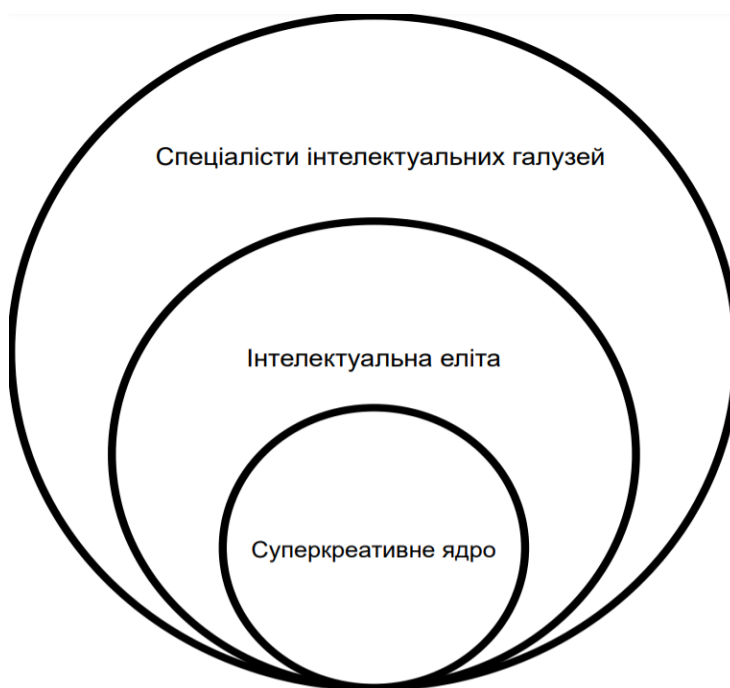 Спеціалісти інтелектуальних галузей
Інтелектуальна еліта
Суперкреативне ядро